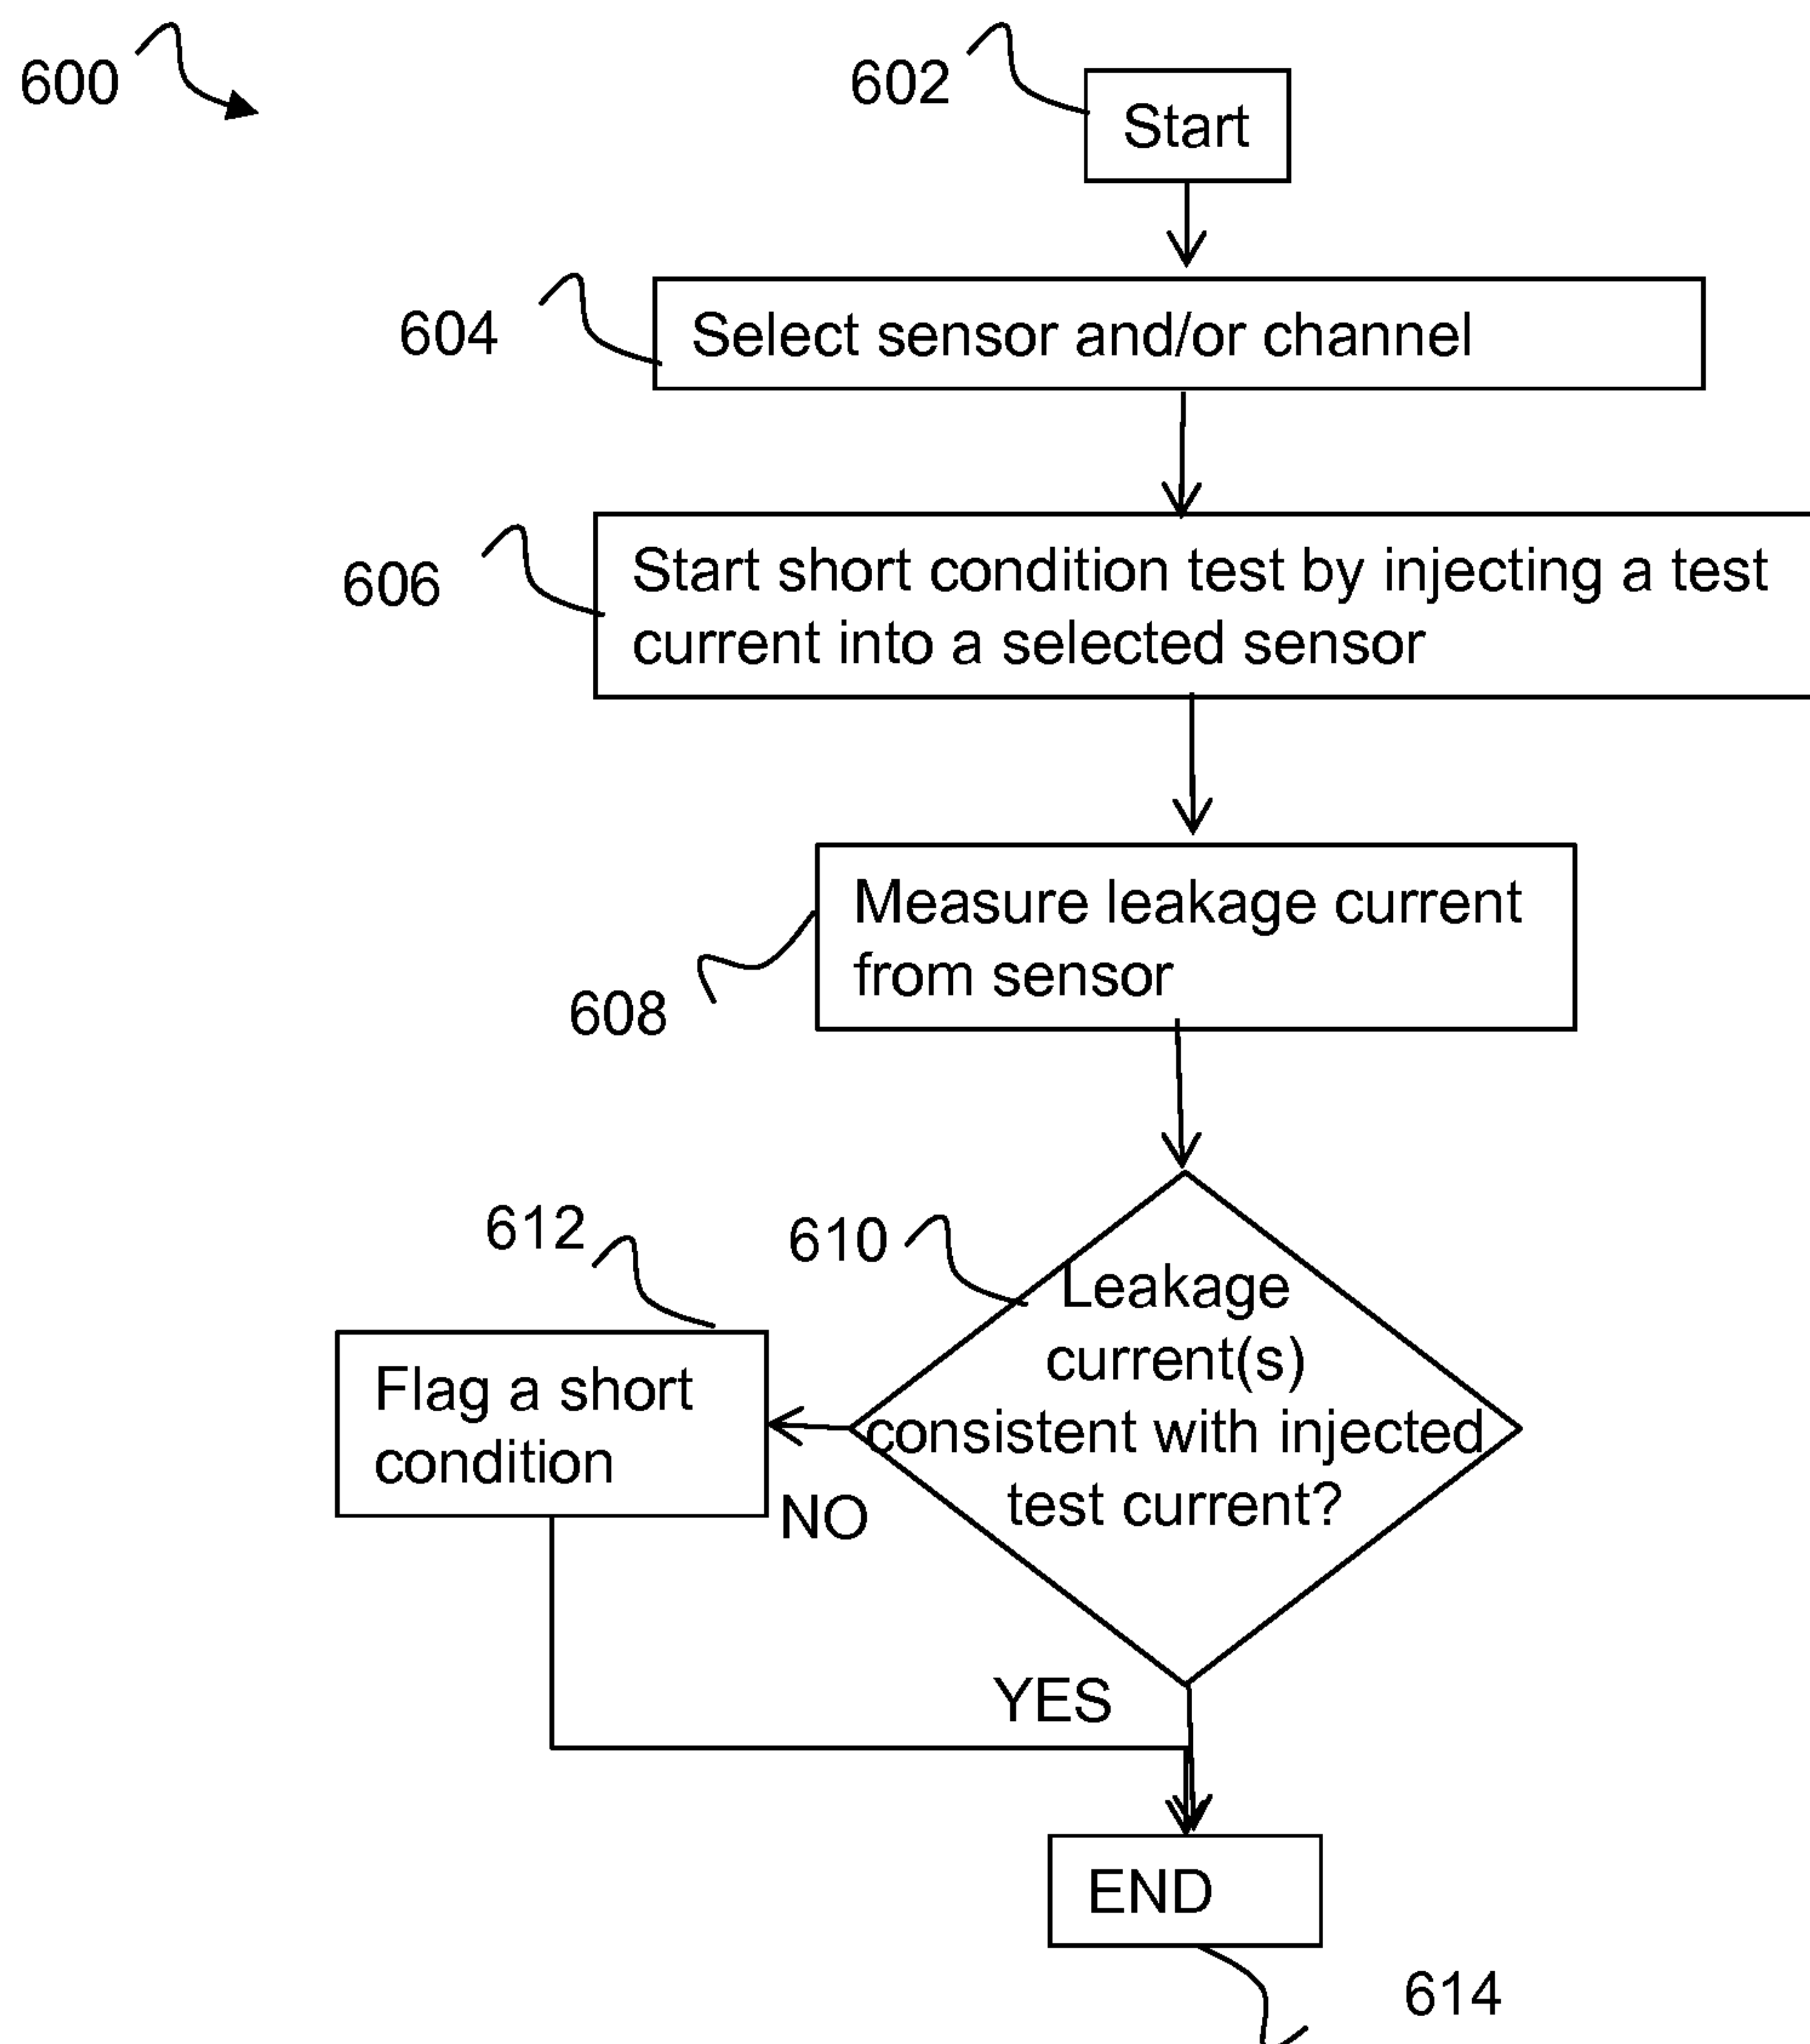 600
602
Start
604
Select sensor and/or channel
606
Start short condition test by injecting a test
current into a selected sensor
Measure leakage current
from sensor
608
612
610
Leakage
current(s)
consistent with injected
test current?
Flag a short
condition
NO
YES
END
614